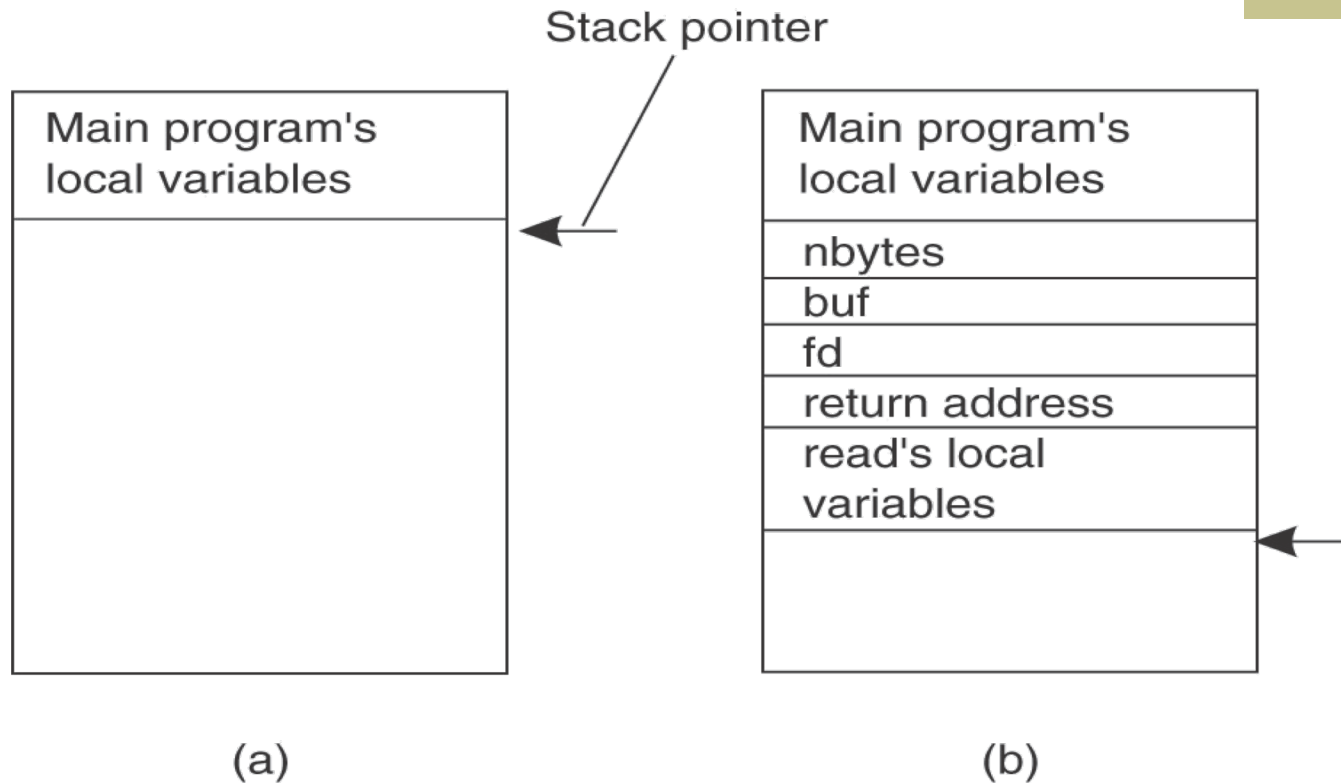 Stack pointer
Main program's
local variables
Main program's
local variables
nbytes
buf
fd
return address
read's local
variables
(a)
(b)